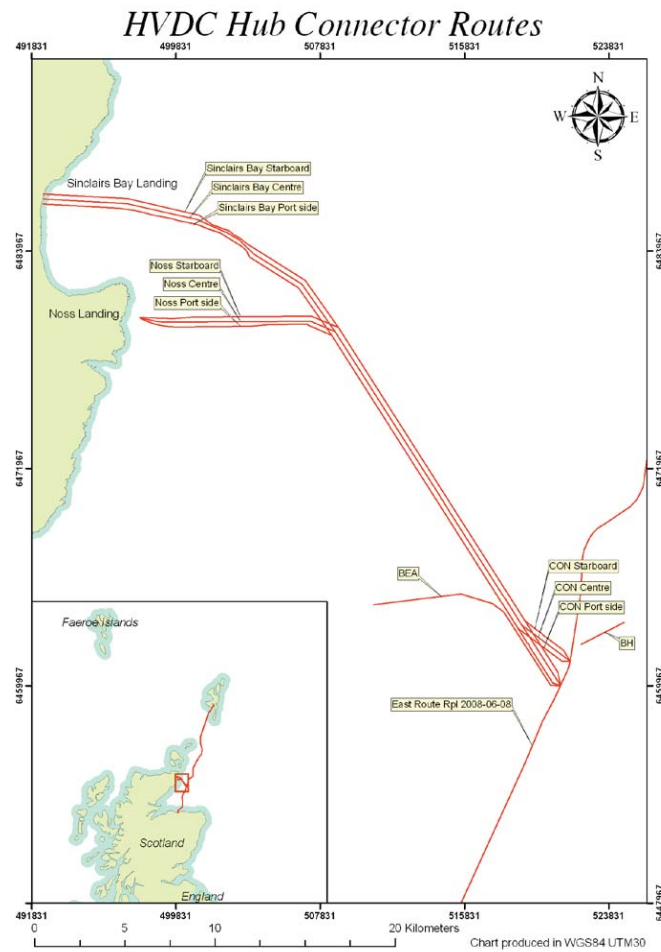 HVDC Hub Connector Routes
491831 499831 507831 515831 523831
N
W E
S
Sinclairs Bay Starboard
Sinclairs Bay Landing
Sinclairs Bay Centre
Sinclairs Bay Port side
6483967 6483967
Noss Starboard
Noss Centre
Noss Landing
Noss Port side
6471967 6471967
CON Starboard
BEA
CON Centre
CON Port side
Faeroe Islands
BH
6459967 6459967
East Route Rpl 2008-06-08
Scotland
England
6447967
491831 499831 507831 515831 523831
0 5 10 20 Kilometers
Chart produced in WGS84 UTM30